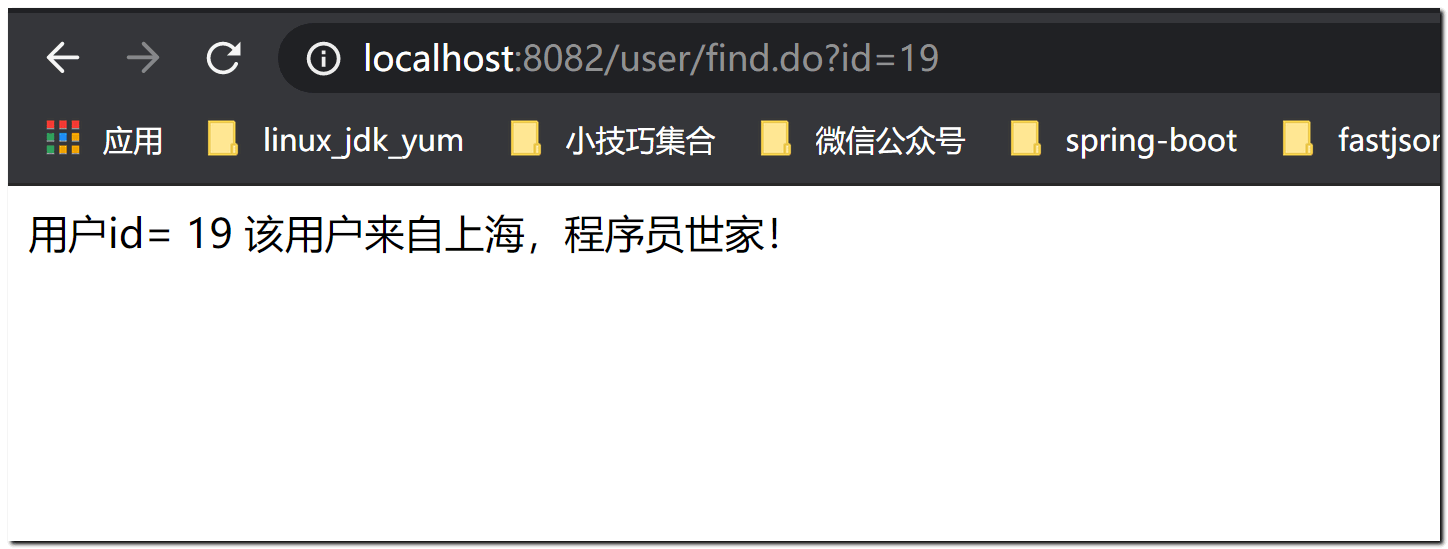 localhost:8082/user/find.do?id=19
应用 linux_jdk_yum 小技巧集合 微信公众号 spring-boot fastjson
用户id= 19 该用户来自上海，程序员世家！